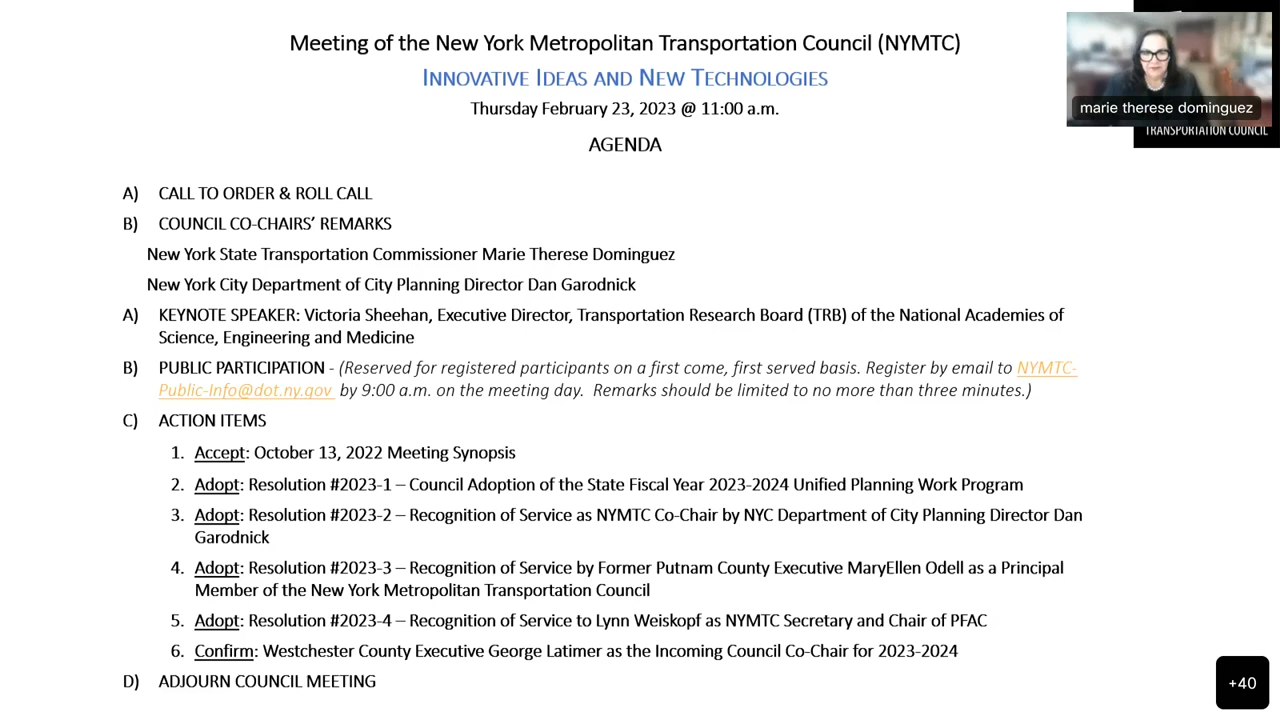 Meeting of the New York Metropolitan Transportation Council (NYMTC)
INNOVATIVE IDEAS AND NEW TECHNOLOGIES
Thursday February 23, 2023 @ 11:00 a.m.
marie therese dominguez
TRANSPORTATION COUNCIL
AGENDA
A) CALL TO ORDER & ROLL CALL
B) COUNCIL CO-CHAIRS’ REMARKS
New York State Transportation Commissioner Marie Therese Dominguez
New York City Department of City Planning Director Dan Garodnick
A) KEYNOTE SPEAKER: Victoria Sheehan, Executive Director, Transportation Research Board (TRB) of the National Academies of
Science, Engineering and Medicine
B) PUBLIC PARTICIPATION - (Reserved for registered participants on a first come, first served basis. Register by email to NYMTC-
Public-Info@dot.ny.gov by 9:00 a.m. on the meeting day. Remarks should be limited to no more than three minutes.)
C) ACTION ITEMS
1. Accept: October 13, 2022 Meeting Synopsis
2. Adopt: Resolution #2023-1 – Council Adoption of the State Fiscal Year 2023-2024 Unified Planning Work Program
3. Adopt: Resolution #2023-2 – Recognition of Service as NYMTC Co-Chair by NYC Department of City Planning Director Dan
Garodnick
4. Adopt: Resolution #2023-3 – Recognition of Service by Former Putnam County Executive MaryEllen Odell as a Principal
Member of the New York Metropolitan Transportation Council
5. Adopt: Resolution #2023-4 – Recognition of Service to Lynn Weiskopf as NYMTC Secretary and Chair of PFAC
6. Confirm: Westchester County Executive George Latimer as the Incoming Council Co-Chair for 2023-2024
D) ADJOURN COUNCIL MEETING
+40